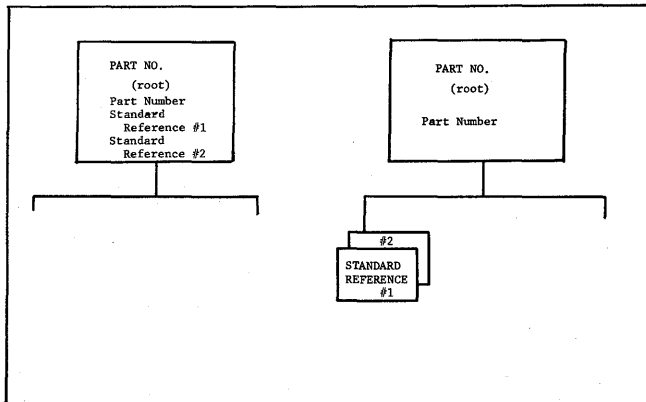 PART NO.
(root)
Part Number
Standard
Reference #1
Standard
Reference #2
PART NO.
(root)
Part Number
#2
STANDARD
REFERENCE
#1